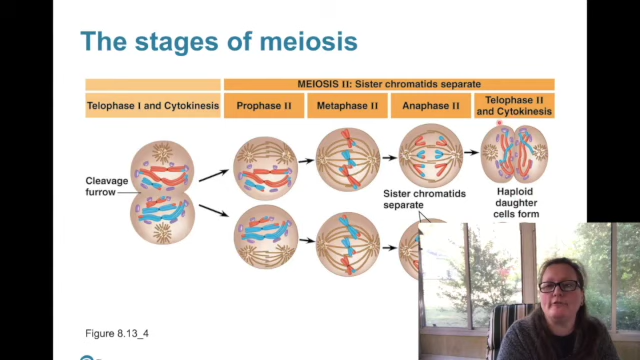 The stages of meiosis
MEIOSIS II: Sister chromatids separate
Telophase I and Cytokinesis
Prophase II
Metaphase II
Anaphase II
Telophase II
and Cytokinesis
Cleavage
furrow
Sister chromatids
separate
Haploid
daughter
cells form
Figure 8.13_4